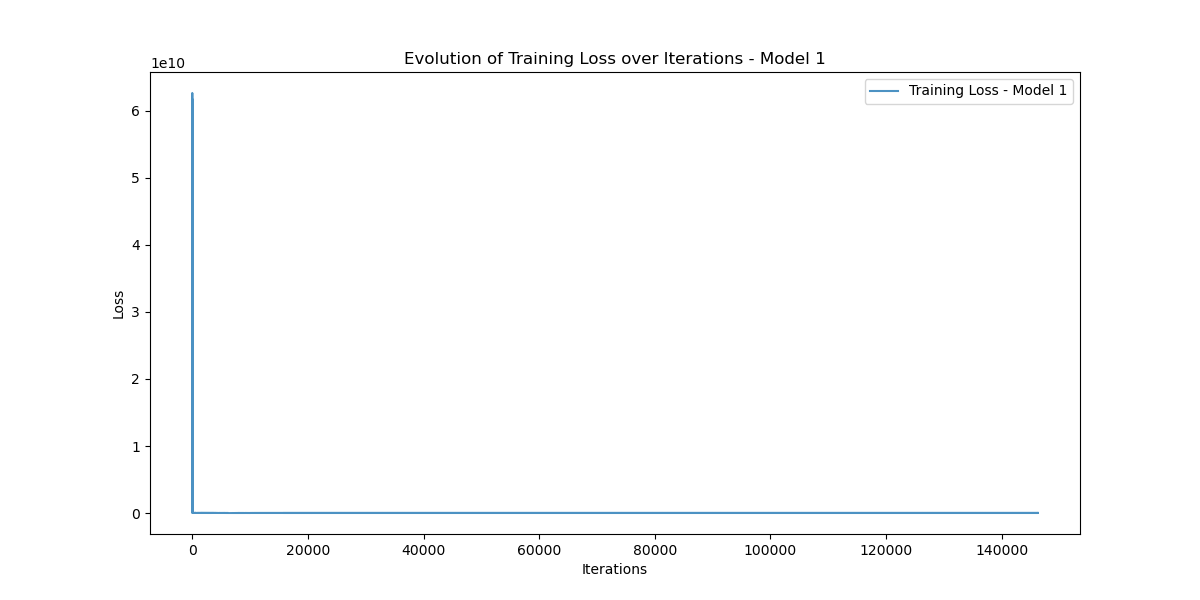 Evolution of Training Loss over Iterations - Model 1
1e10
Training Loss - Model 1
6
5
4
3
2
1
0
Loss
0 20000 40000 60000 80000 100000 120000 140000
Iterations